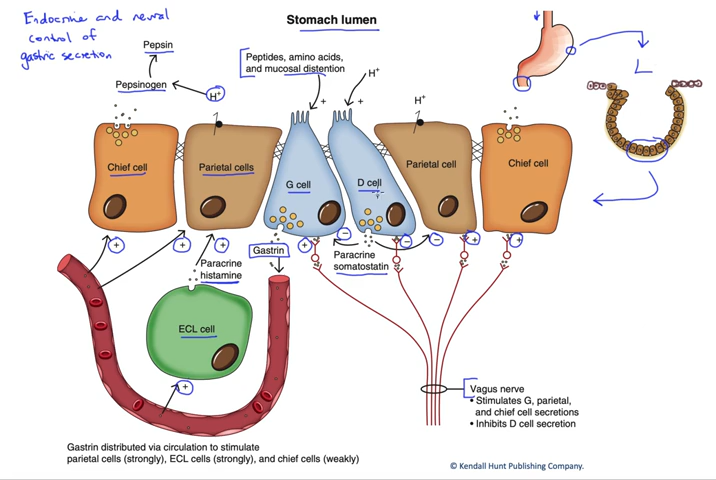 Endocrine and neural
control of
gastric secretion
Stomach lumen
Pepsin
Pepsinogen
H+
Peptides, amino acids,
and mucosal distention
H+
+
+
H+
L
Chief cell
Parietal cells
G cell
D cell
Parietal cell
Chief cell
+
+
+
Gastrin
+
−
−
−
+
+
Paracrine
histamine
Paracrine
somatostatin
ECL cell
+
Vagus nerve
• Stimulates G, parietal,
and chief cell secretions
• Inhibits D cell secretion
Gastrin distributed via circulation to stimulate
parietal cells (strongly), ECL cells (strongly), and chief cells (weakly)
© Kendall Hunt Publishing Company.